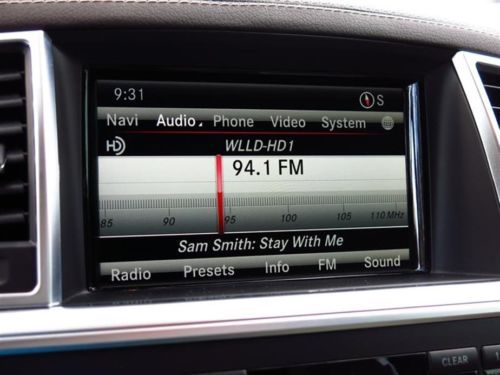 9:31 S
Navi Audio Phone Video System
HD WLLD-HD1
94.1 FM
85 90 95 100 105 110 MHz
Sam Smith: Stay With Me
Radio Presets Info FM Sound
CLEAR